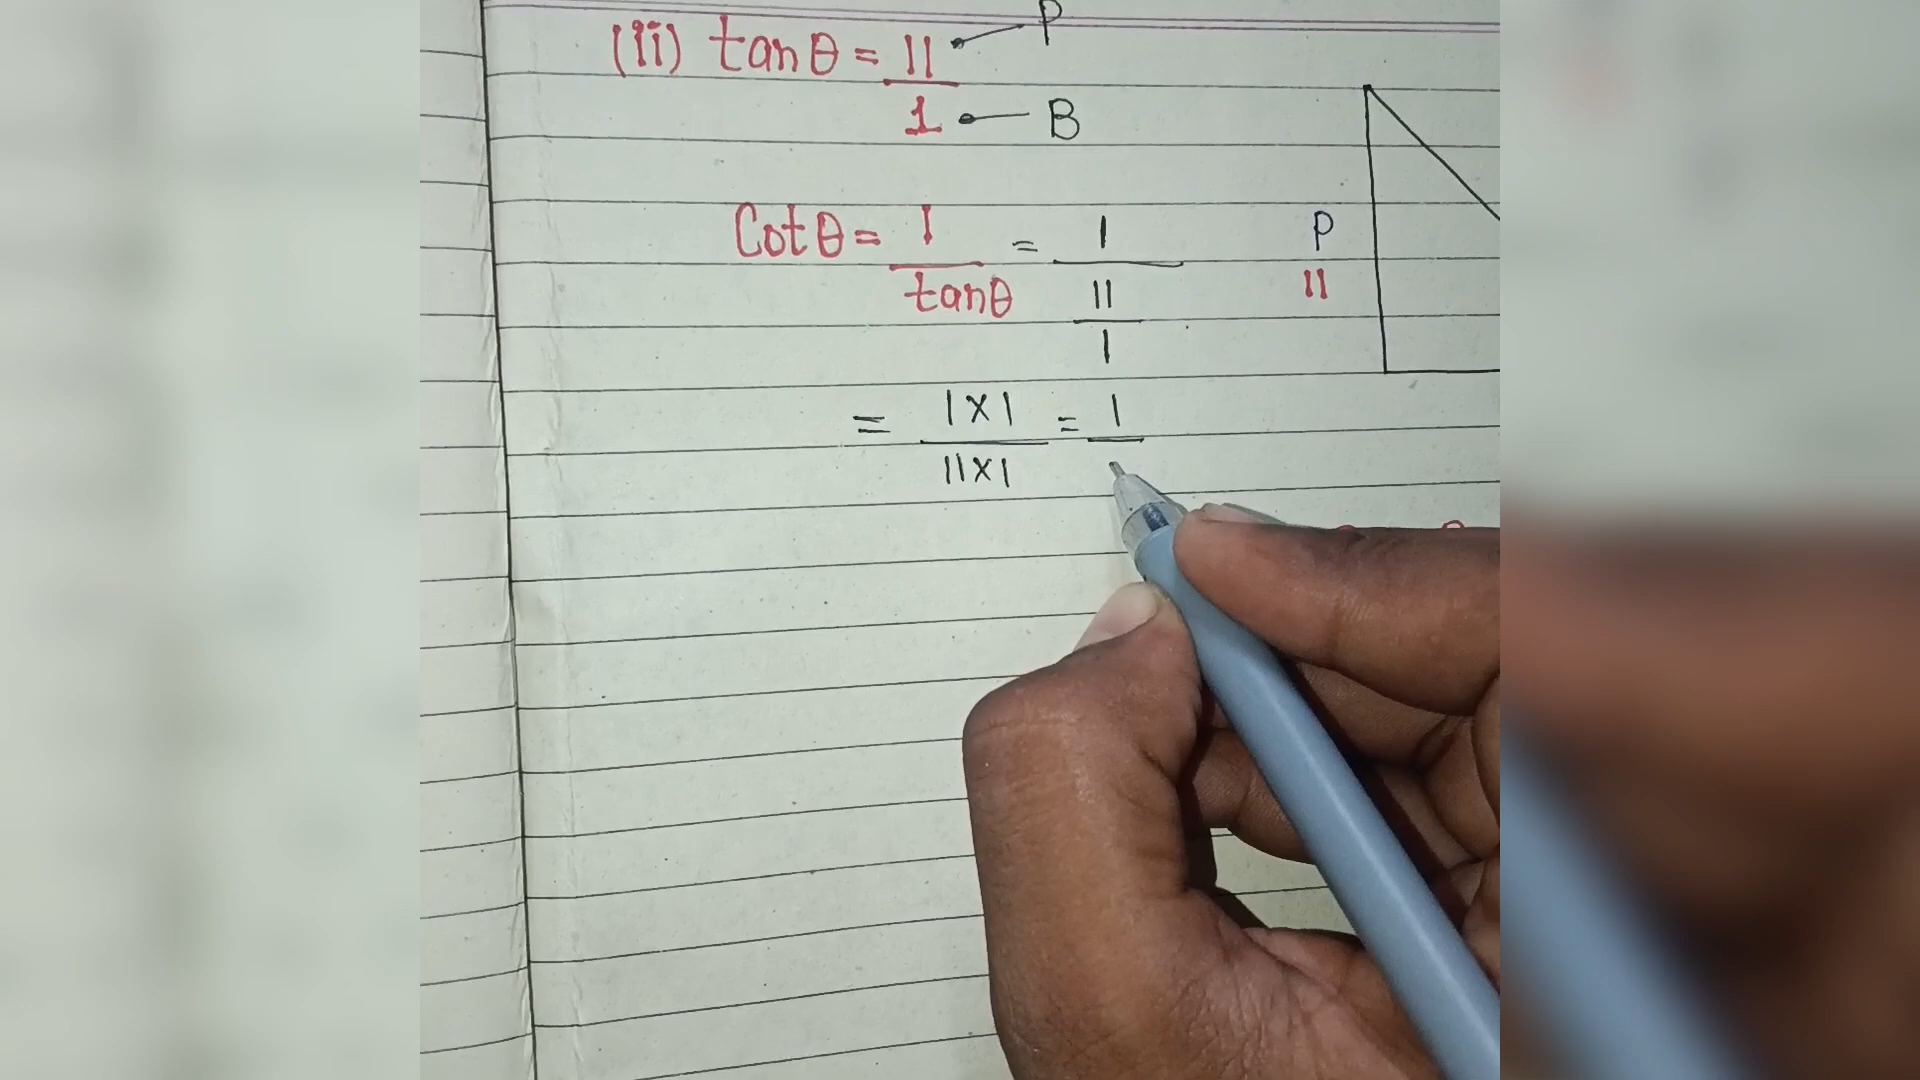 (ii) tanθ = 11/1
P
B
Cotθ = 1/tanθ = 1/(11/1)
P
11
= 1×1/11×1 = 1/